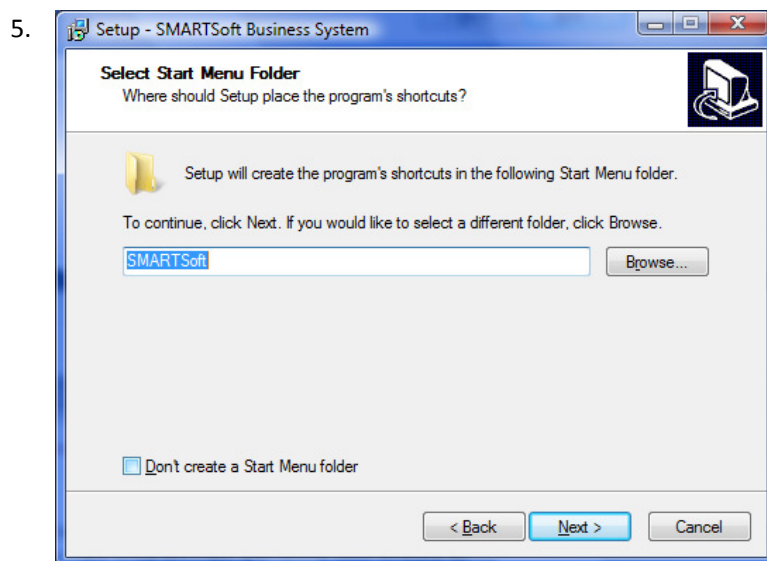 5.
Setup - SMARTSoft Business System
Select Start Menu Folder
Where should Setup place the program's shortcuts?
Setup will create the program's shortcuts in the following Start Menu folder.
To continue, click Next. If you would like to select a different folder, click Browse.
SMARTSoft
Browse...
Don't create a Start Menu folder
< Back
Next >
Cancel